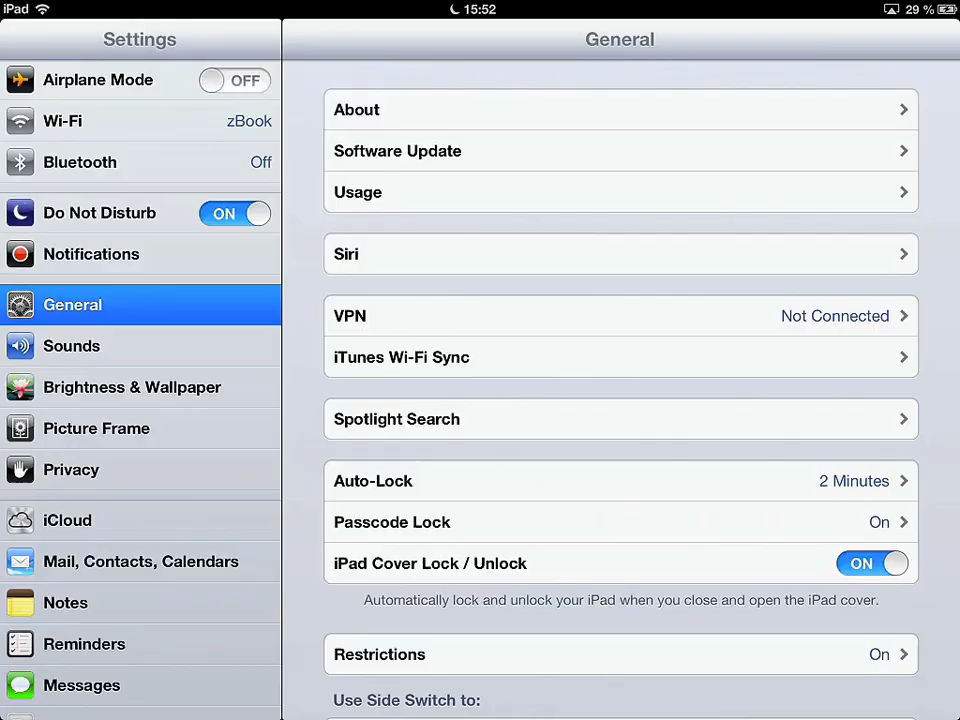 iPad 15:52 29 %
Settings
General
Airplane Mode OFF
Wi-Fi zBook
Bluetooth Off
Do Not Disturb ON
Notifications
General
Sounds
Brightness & Wallpaper
Picture Frame
Privacy
iCloud
Mail, Contacts, Calendars
Notes
Reminders
Messages
About
Software Update
Usage
Siri
VPN Not Connected
iTunes Wi-Fi Sync
Spotlight Search
Auto-Lock 2 Minutes
Passcode Lock On
iPad Cover Lock / Unlock ON
Automatically lock and unlock your iPad when you close and open the iPad cover.
Restrictions On
Use Side Switch to: